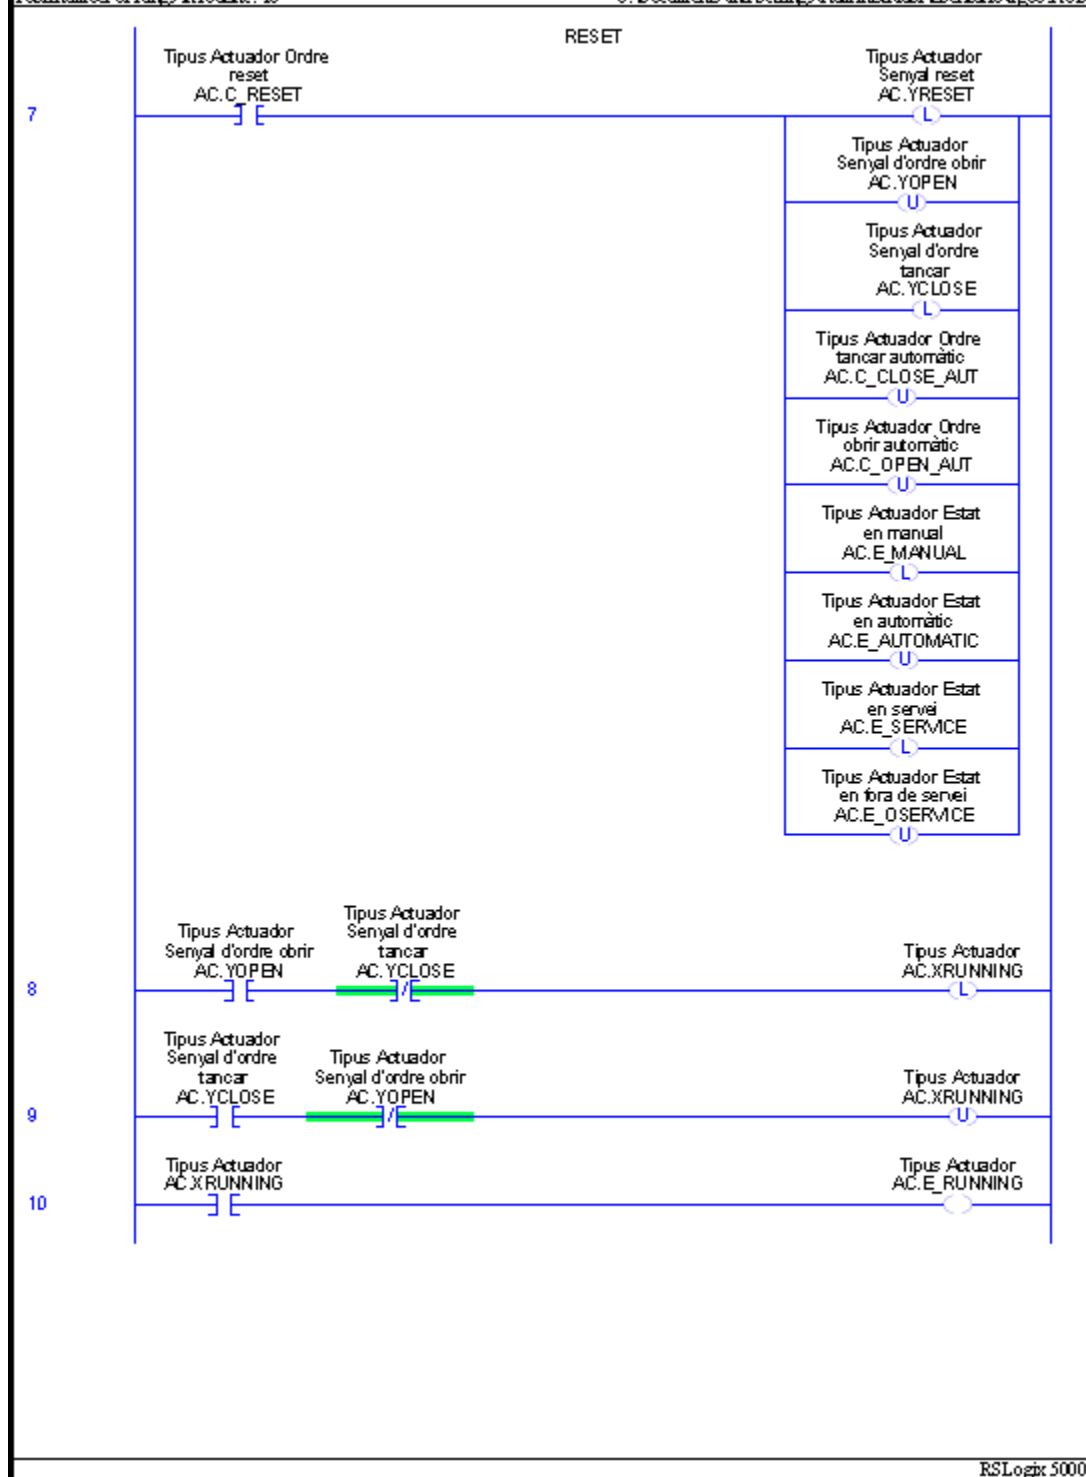 RESET
Tipus Actuador Ordre
reset
AC.C_RESET
Tipus Actuador
Senyal reset
AC.YRESET
7
L
Tipus Actuador
Senyal d'ordre obrir
AC.YOPEN
U
Tipus Actuador
Senyal d'ordre
tancar
AC.YCLOSE
L
Tipus Actuador Ordre
tancar automàtic
AC.C_CLOSE_AUT
U
Tipus Actuador Ordre
obrir automàtic
AC.C_OPEN_AUT
U
Tipus Actuador Estat
en manual
AC.E_MANUAL
L
Tipus Actuador Estat
en automàtic
AC.E_AUTOMATIC
U
Tipus Actuador Estat
en servei
AC.E_SERVICE
L
Tipus Actuador Estat
en fora de servei
AC.E_OSERVICE
U
Tipus Actuador
Senyal d'ordre obrir
AC.YOPEN
Tipus Actuador
Senyal d'ordre
tancar
AC.YCLOSE
Tipus Actuador
AC.XRUNNING
8
L
Tipus Actuador
Senyal d'ordre
tancar
AC.YCLOSE
Tipus Actuador
Senyal d'ordre obrir
AC.YOPEN
Tipus Actuador
AC.XRUNNING
9
U
Tipus Actuador
AC.XRUNNING
Tipus Actuador
AC.E_RUNNING
10
RSLogix 5000